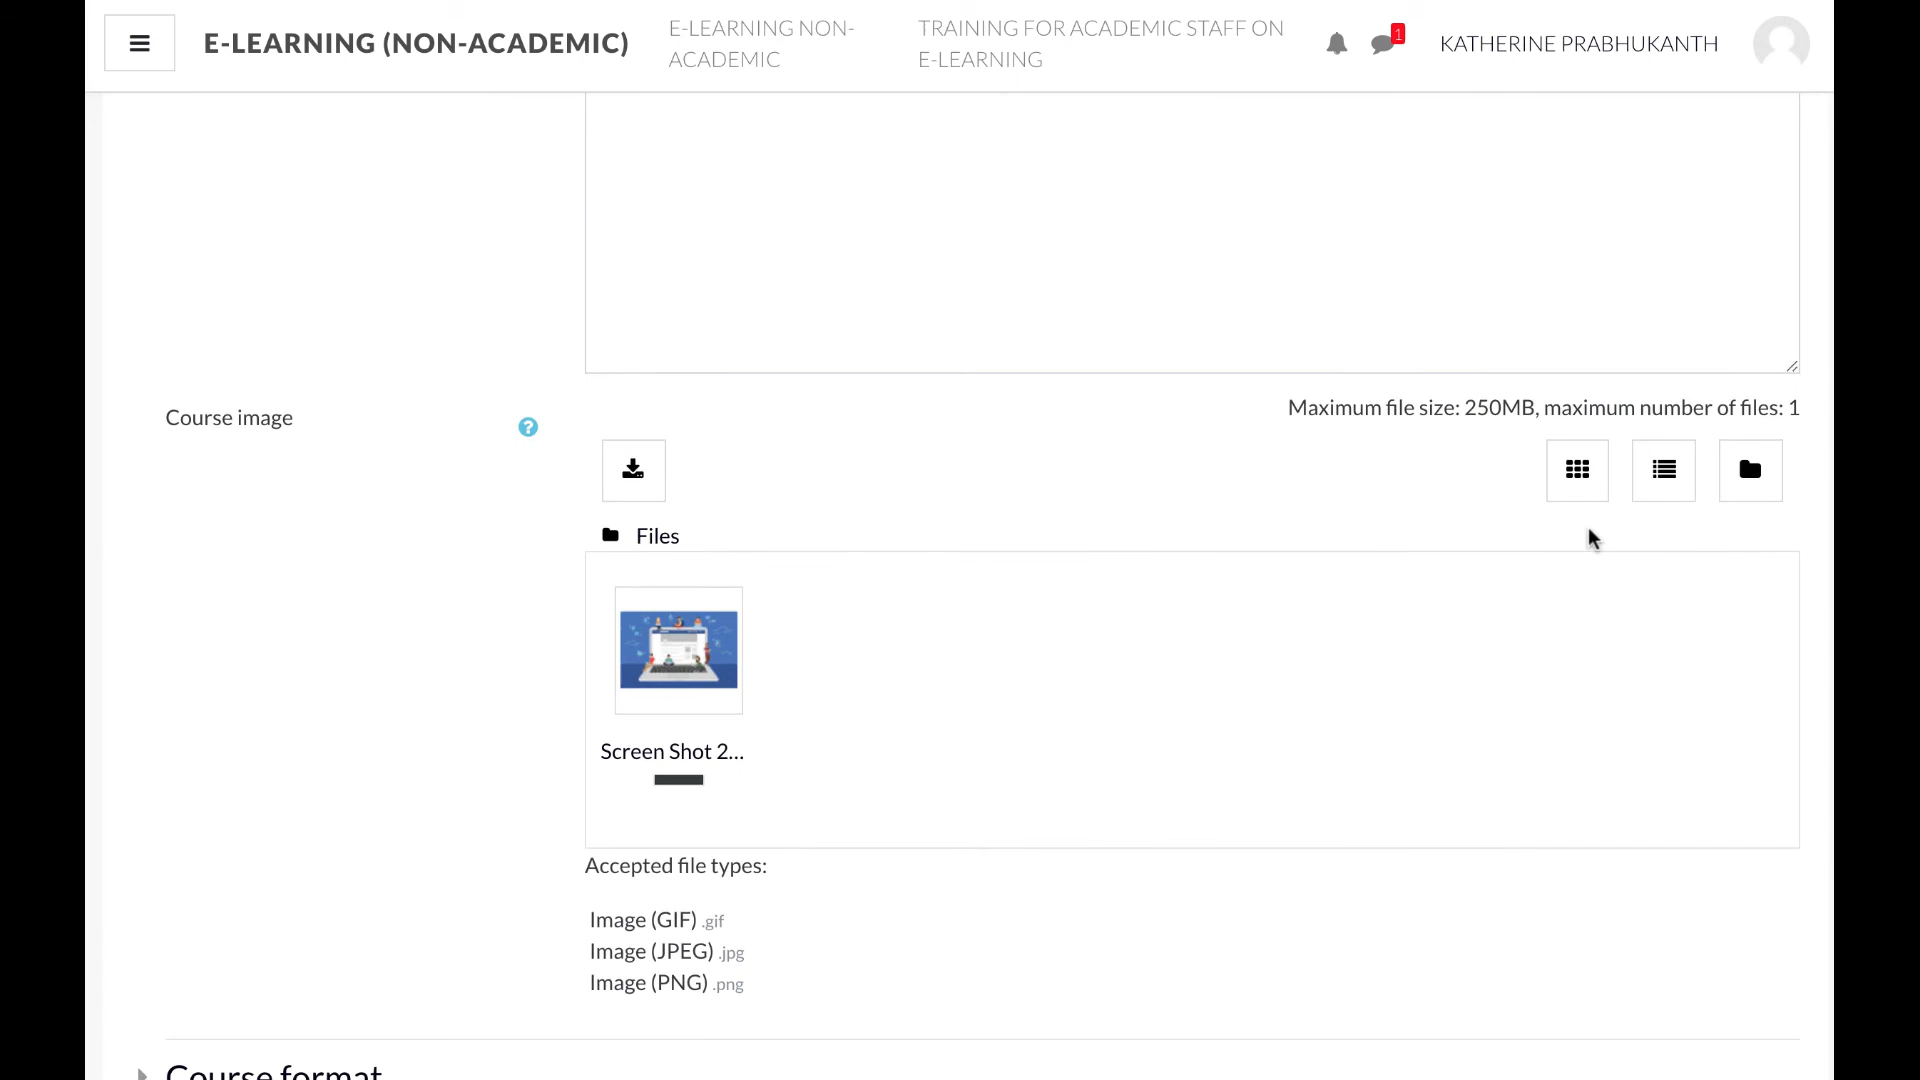 E-LEARNING (NON-ACADEMIC)
E-LEARNING NON-
ACADEMIC
TRAINING FOR ACADEMIC STAFF ON
E-LEARNING
1
KATHERINE PRABHUKANTH
Course image
?
Maximum file size: 250MB, maximum number of files: 1
Files
Screen Shot 2...
Accepted file types:
Image (GIF) .gif
Image (JPEG) .jpg
Image (PNG) .png
Course format